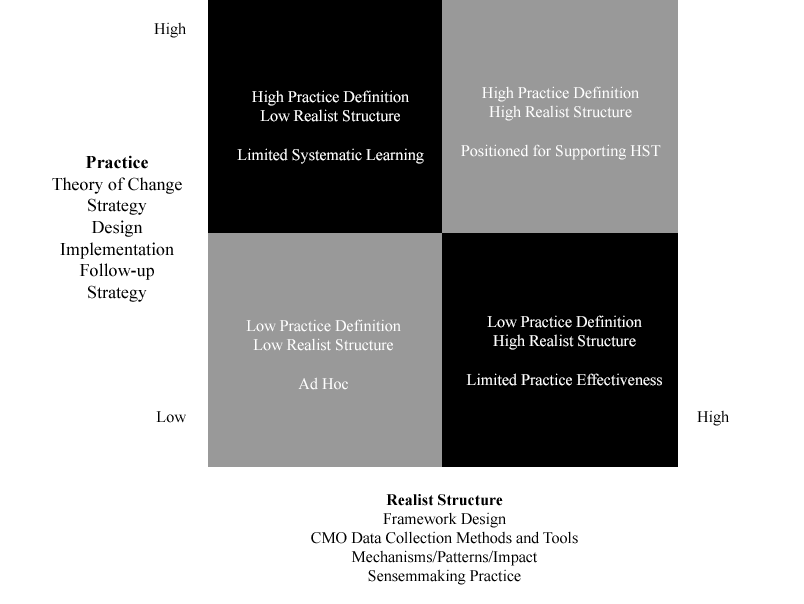 High
High Practice Definition
Low Realist Structure
Limited Systematic Learning
High Practice Definition
High Realist Structure
Positioned for Supporting HST
Practice
Theory of Change
Strategy
Design
Implementation
Follow-up
Strategy
Low Practice Definition
Low Realist Structure
Ad Hoc
Low Practice Definition
High Realist Structure
Limited Practice Effectiveness
Low
High
Realist Structure
Framework Design
CMO Data Collection Methods and Tools
Mechanisms/Patterns/Impact
Sensemmaking Practice